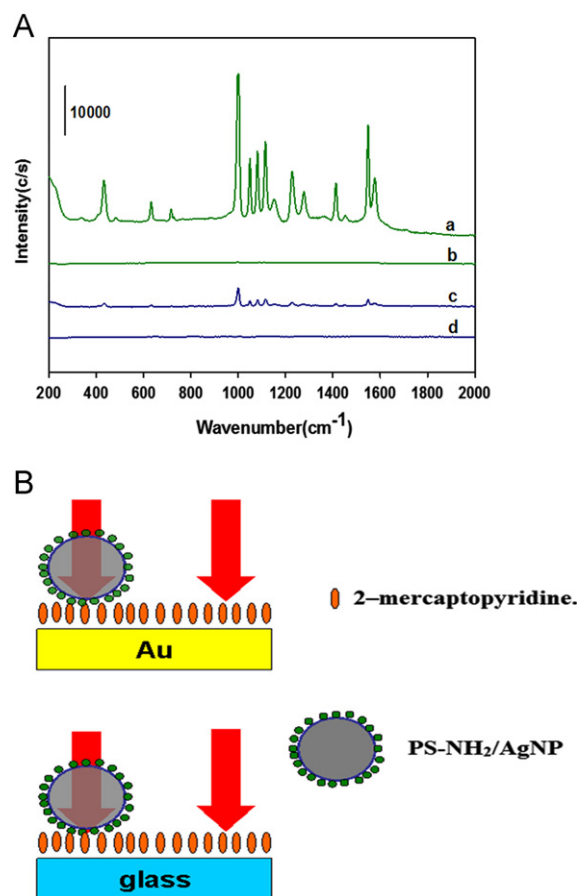 A
10000
Intensity(c/s)
a
b
c
d
200 400 600 800 1000 1200 1400 1600 1800 2000
Wavenumber(cm⁻¹)
B
Au
2–mercaptopyridine.
PS-NH₂/AgNP
glass